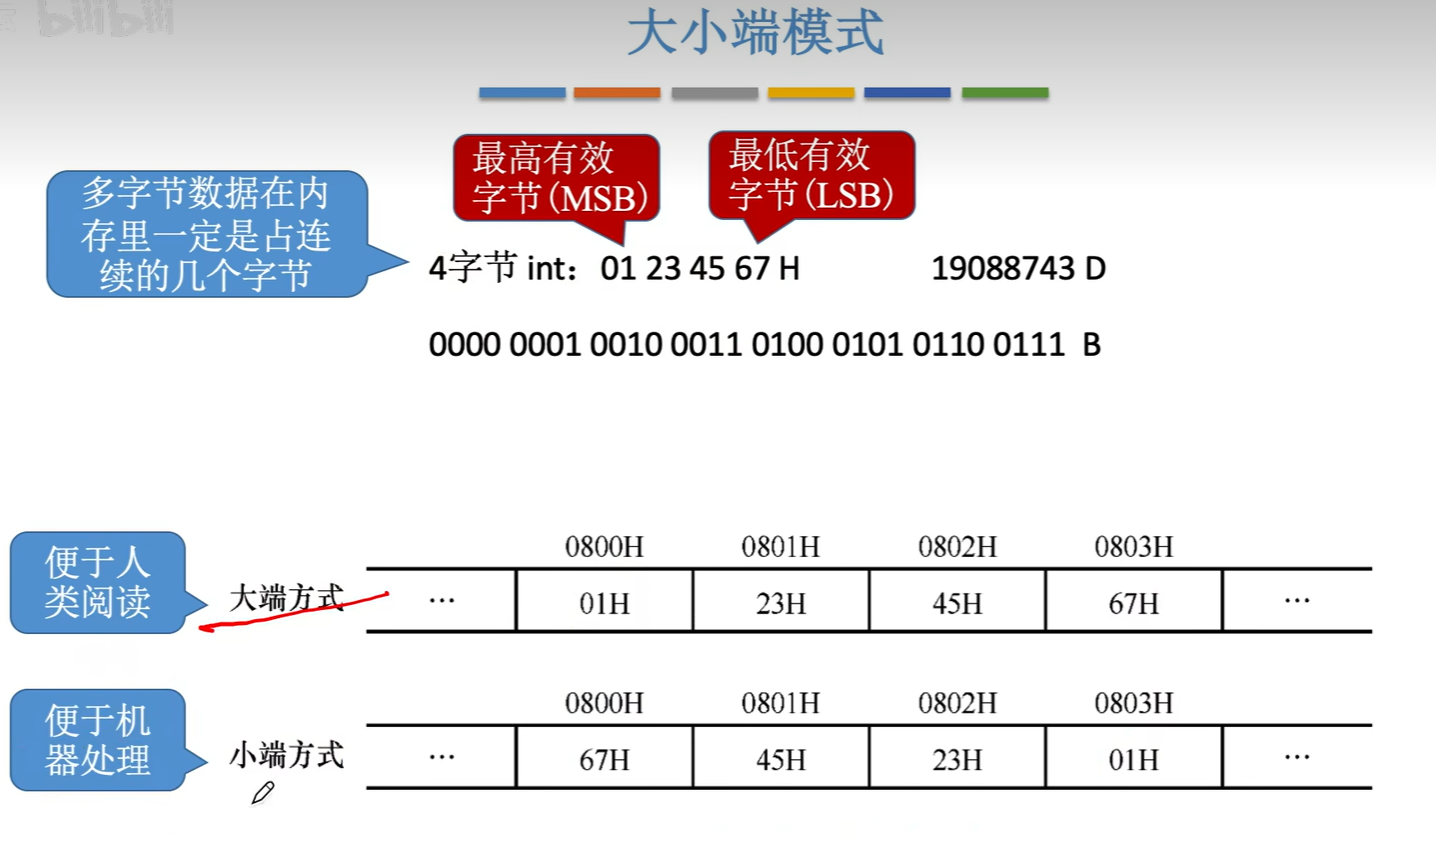 bilibili
大小端模式
最高有效
字节(MSB)
最低有效
字节(LSB)
多字节数据在内
存里一定是占连
续的几个字节
4字节 int： 01 23 45 67 H 19088743 D
0000 0001 0010 0011 0100 0101 0110 0111 B
便于人
类阅读
0800H 0801H 0802H 0803H
大端方式 … 01H 23H 45H 67H …
便于机
器处理
0800H 0801H 0802H 0803H
小端方式 … 67H 45H 23H 01H …